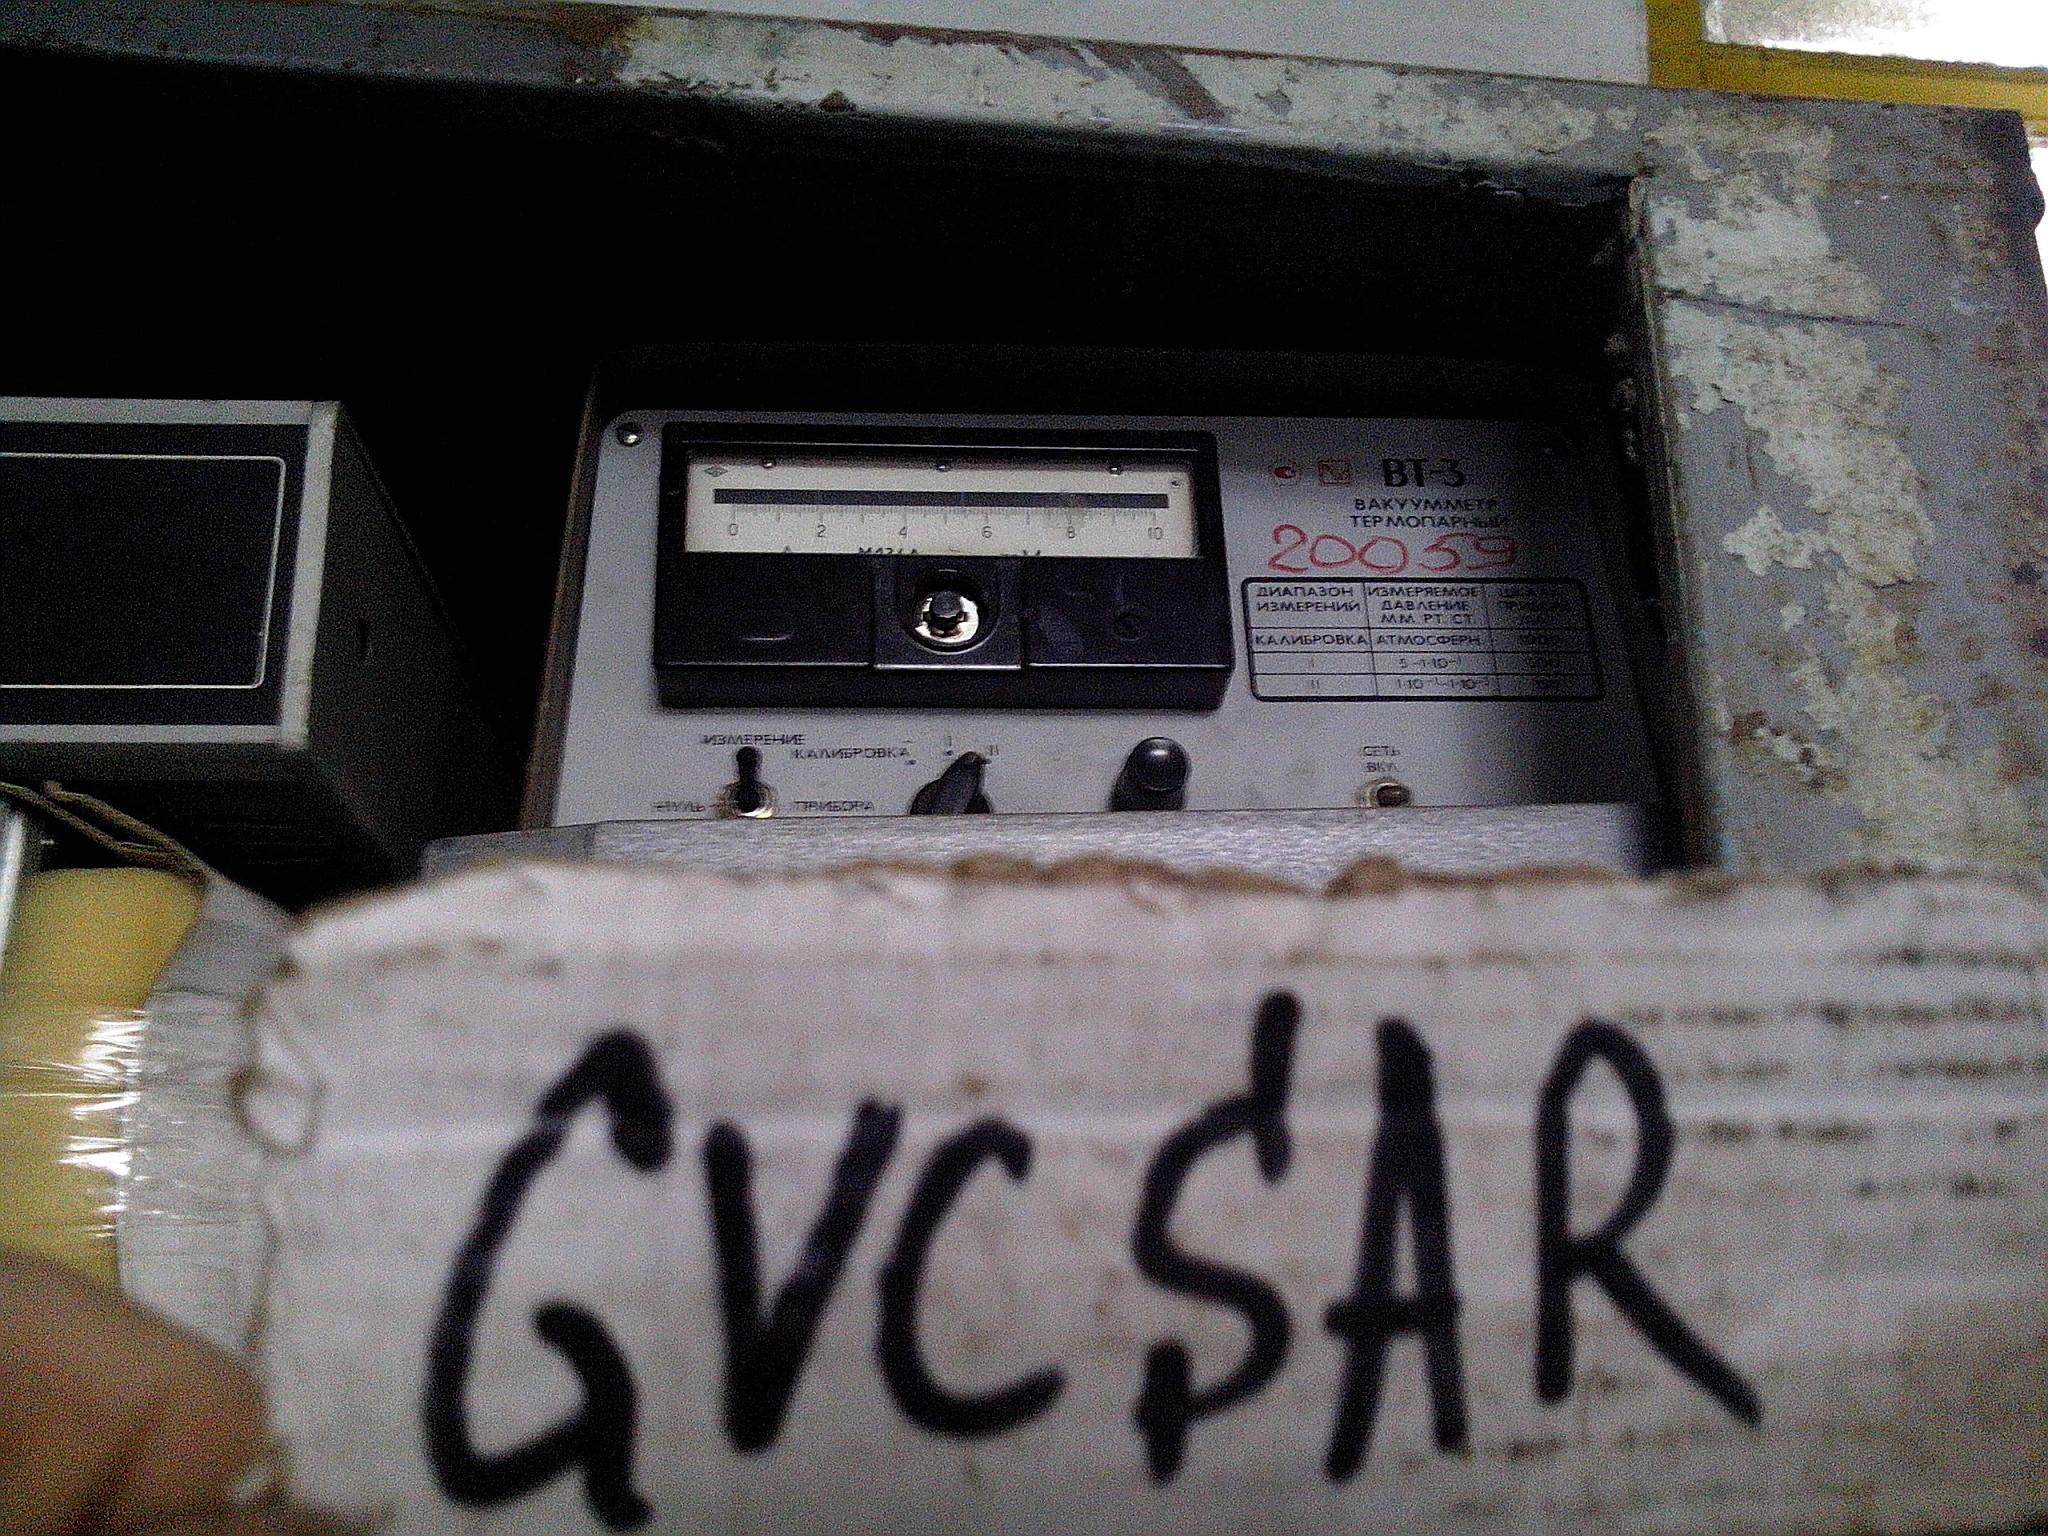 ВТ-3
ВАКУУММЕТР
ТЕРМОПАРНЫЙ
20059
0 2 4 6 8 10
ДИАПАЗОН ИЗМЕРЯЕМОЕ
ИЗМЕРЕНИЙ ДАВЛЕНИЕ
ММ. РТ. СТ.
КАЛИБРОВКА АТМОСФЕРН.
I
II
ИЗМЕРЕНИЕ
КАЛИБРОВКА I II
НУЛЬ ПРИБОРА
СЕТЬ
ВКЛ
GVCSAR